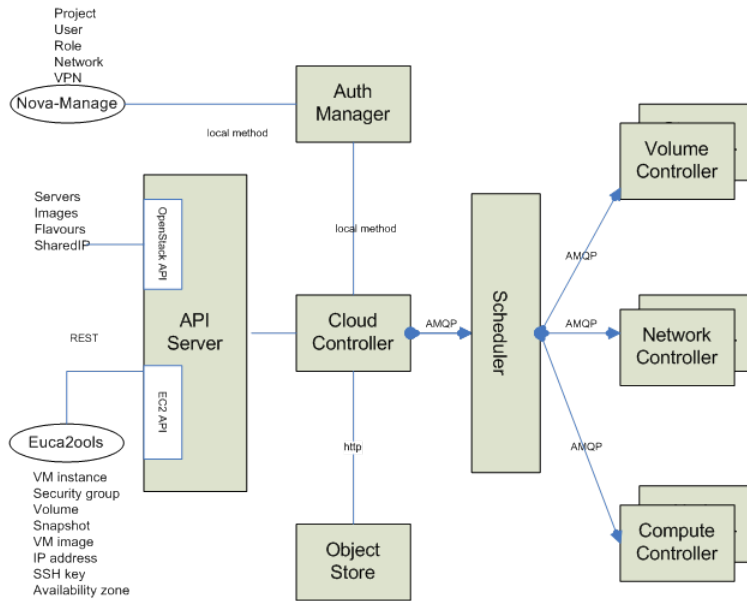 Project
User
Role
Network
VPN
Nova-Manage
Auth
Manager
local method
Servers
Images
Flavours
SharedIP
OpenStack API
API
Server
EC2 API
REST
Euca2ools
VM instance
Security group
Volume
Snapshot
VM image
IP address
SSH key
Availability zone
local method
Cloud
Controller
http
Object
Store
AMQP
Scheduler
AMQP
Volume
Controller
AMQP
Network
Controller
AMQP
Compute
Controller